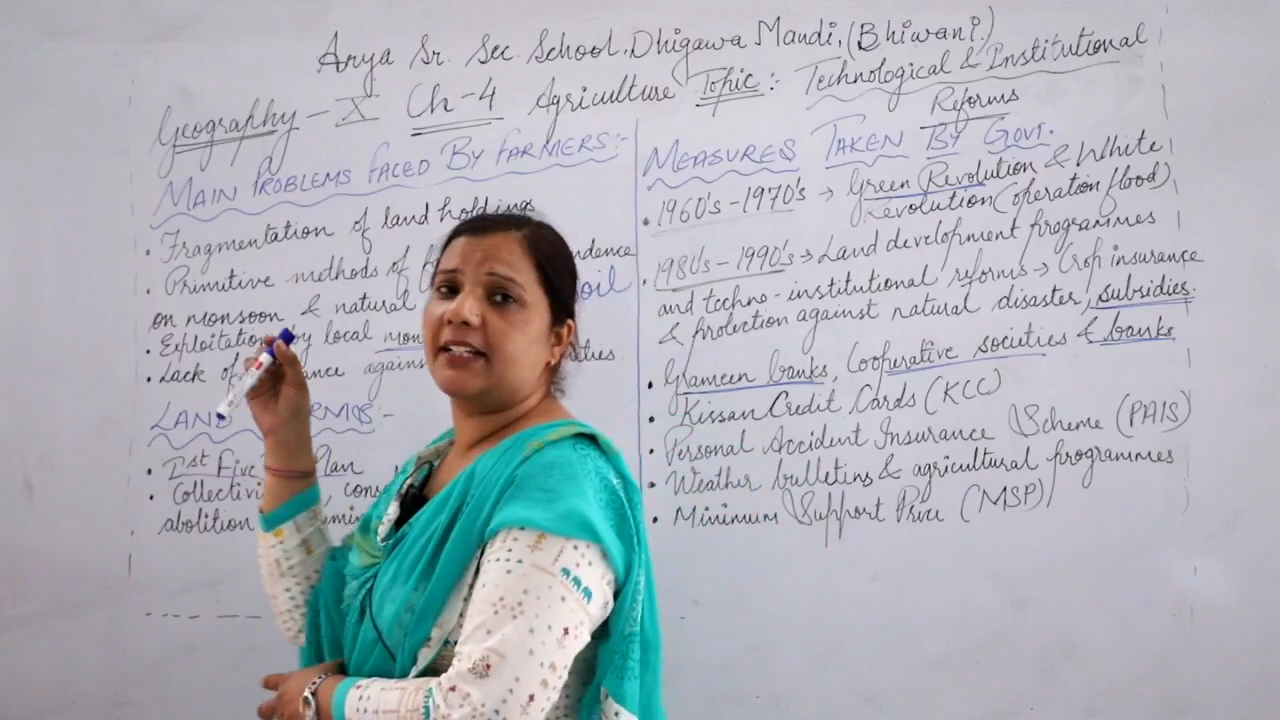 Arya Sr. Sec. School, Dhigawa Mandi, (Bhiwani.)
Geography - X Ch-4 Agriculture Topic:- Technological & Institutional
Reforms
MAIN PROBLEMS FACED BY FARMERS:-
• Fragmentation of land holdings
• Primitive methods of
on monsoon & natural soil
• Exploitation by local
• Lack of against
LAND
• Ist Five Plan
•
abolition
MEASURES TAKEN BY GOVT.
• 1960's - 1970's → Green Revolution & White
Revolution (operation flood)
• 1980's - 1990's → Land development programmes
and techno-institutional reforms → Crop insurance
& protection against natural disaster, subsidies.
• Grameen banks, Cooperative societies & banks
• Kissan Credit Cards (KCC)
• Personal Accident Insurance Scheme (PAIS)
• Weather bulletins & agricultural programmes
• Minimum Support Price (MSP)